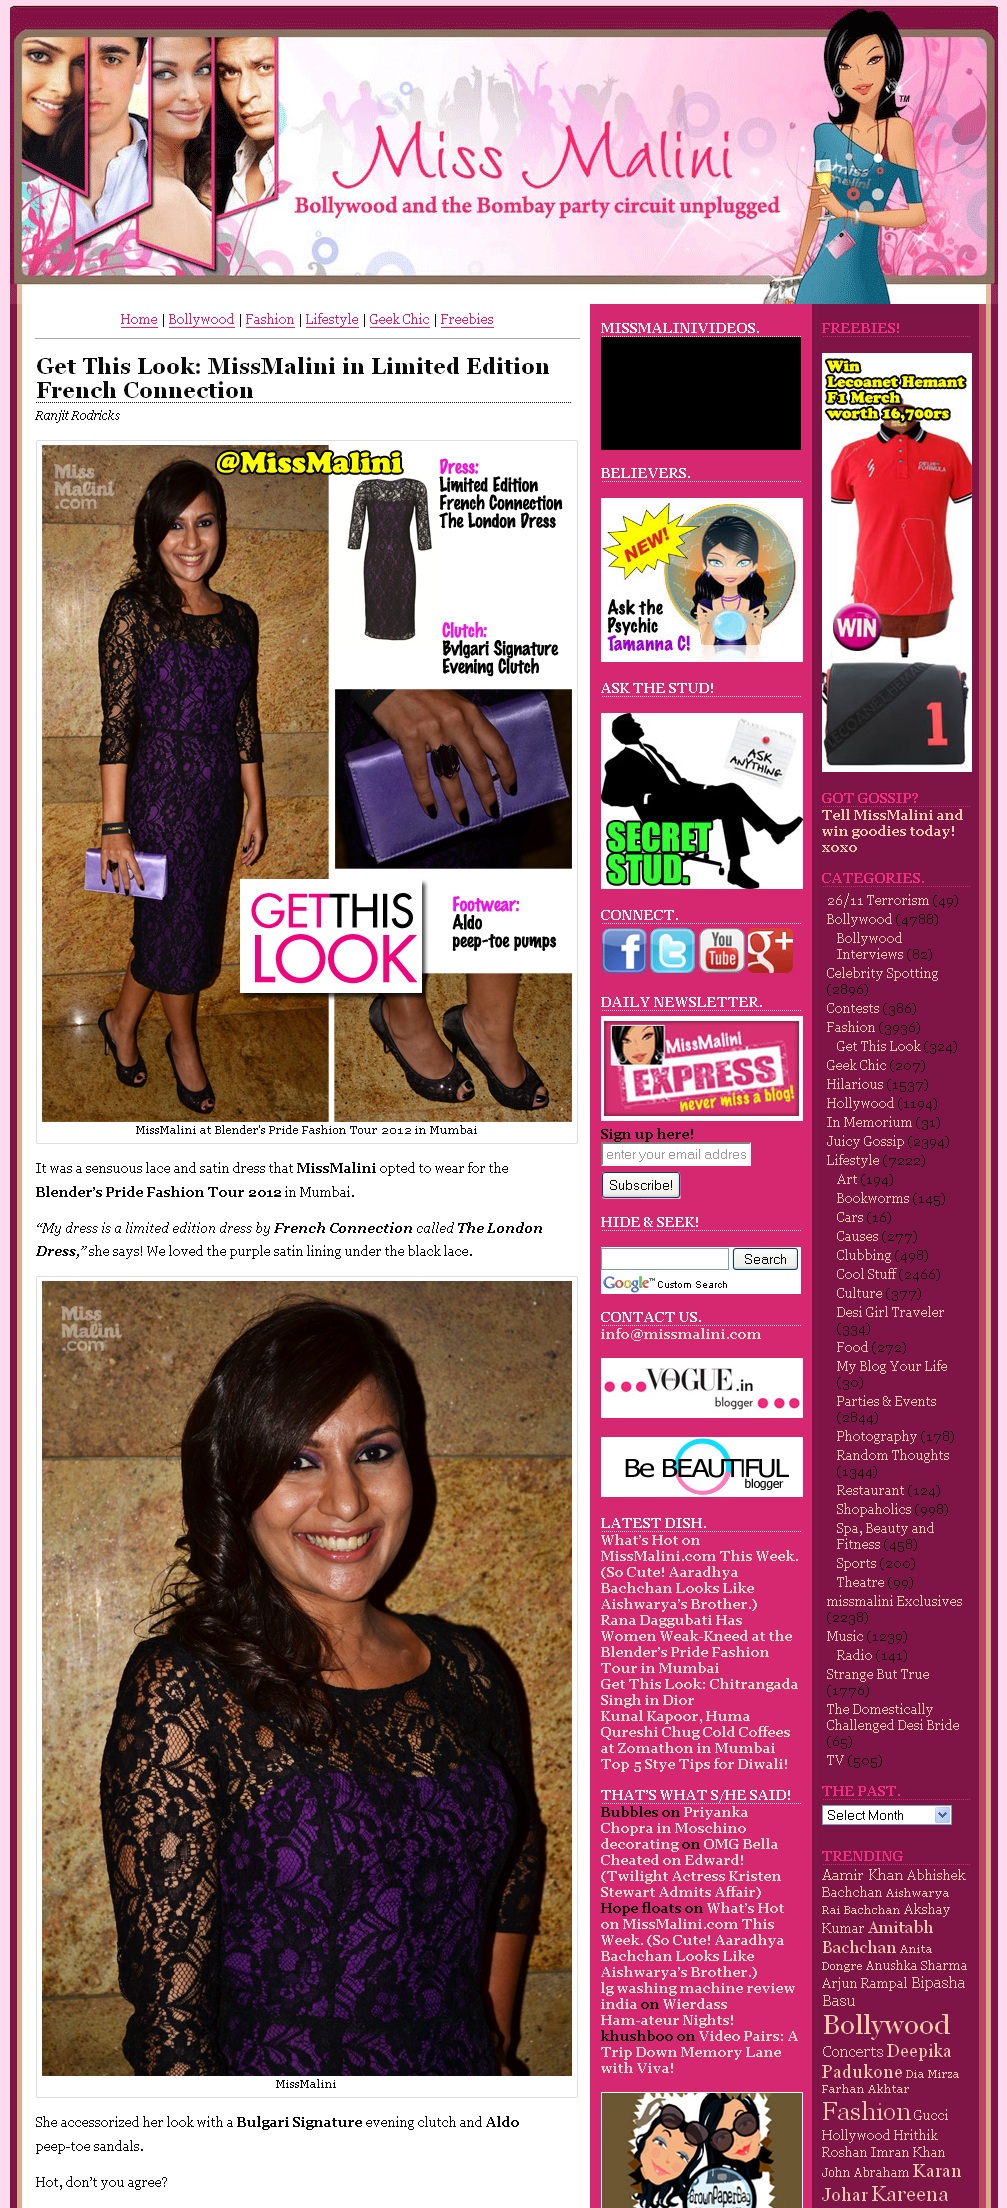 Miss Malini
TM
Bollywood and the Bombay party circuit unplugged
miss
malini
Home | Bollywood | Fashion | Lifestyle | Geek Chic | Freebies
Get This Look: MissMalini in Limited Edition
French Connection
Ranjit Rodricks
Miss
Malini
.com
@MissMalini
Dress:
Limited Edition
French Connection
The London Dress
Clutch:
Bvlgari Signature
Evening Clutch
GET THIS
LOOK
Footwear:
Aldo
peep-toe pumps
MissMalini at Blender's Pride Fashion Tour 2012 in Mumbai
It was a sensuous lace and satin dress that MissMalini opted to wear for the
Blender's Pride Fashion Tour 2012 in Mumbai.
“My dress is a limited edition dress by French Connection called The London
Dress,” she says! We loved the purple satin lining under the black lace.
Miss
Malini
.com
MissMalini
She accessorized her look with a Bulgari Signature evening clutch and Aldo
peep-toe sandals.
Hot, don't you agree?
MISSMALINIVIDEOS.
BELIEVERS.
NEW!
Ask the
Psychic
Tamanna C!
ASK THE STUD!
ASK
ANYTHING
SECRET
STUD.
CONNECT.
f
t
You
Tube
g+
DAILY NEWSLETTER.
MissMalini
EXPRESS
never miss a blog!
Sign up here!
enter your email addres
Subscribe!
HIDE & SEEK!
Search
Google™ Custom Search
CONTACT US.
info@missmalini.com
VOGUE.in
blogger
Be BEAUTIFUL
blogger
LATEST DISH.
What's Hot on
MissMalini.com This Week.
(So Cute! Aaradhya
Bachchan Looks Like
Aishwarya's Brother.)
Rana Daggubati Has
Women Weak-Kneed at the
Blender's Pride Fashion
Tour in Mumbai
Get This Look: Chitrangada
Singh in Dior
Kunal Kapoor, Huma
Qureshi Chug Cold Coffees
at Zomathon in Mumbai
Top 5 Stye Tips for Diwali!
THAT'S WHAT S/HE SAID!
Bubbles on Priyanka
Chopra in Moschino
decorating on OMG Bella
Cheated on Edward!
(Twilight Actress Kristen
Stewart Admits Affair)
Hope floats on What's Hot
on MissMalini.com This
Week. (So Cute! Aaradhya
Bachchan Looks Like
Aishwarya's Brother.)
lg washing machine review
india on Wierdass
Ham-ateur Nights!
khushboo on Video Pairs: A
Trip Down Memory Lane
with Viva!
BrownPaperBag
FREEBIES!
Win
Lecoanet Hemant
F1 Merch
worth 16,700rs
WIN
LECOANET HEMA
1
GOT GOSSIP?
Tell MissMalini and
win goodies today!
xoxo
CATEGORIES.
26/11 Terrorism (49)
Bollywood (4788)
Bollywood
Interviews (82)
Celebrity Spotting
(2896)
Contests (386)
Fashion (3936)
Get This Look (324)
Geek Chic (207)
Hilarious (1537)
Hollywood (1194)
In Memorium (31)
Juicy Gossip (2394)
Lifestyle (7222)
Art (194)
Bookworms (145)
Cars (16)
Causes (277)
Clubbing (498)
Cool Stuff (2466)
Culture (377)
Desi Girl Traveler
(334)
Food (272)
My Blog Your Life
(30)
Parties & Events
(2844)
Photography (178)
Random Thoughts
(1344)
Restaurant (124)
Shopaholics (998)
Spa, Beauty and
Fitness (458)
Sports (200)
Theatre (99)
missmalini Exclusives
(2238)
Music (1239)
Radio (141)
Strange But True
(1776)
The Domestically
Challenged Desi Bride
(65)
TV (505)
THE PAST.
Select Month
TRENDING
Aamir Khan Abhishek
Bachchan Aishwarya
Rai Bachchan Akshay
Kumar Amitabh
Bachchan Anita
Dongre Anushka Sharma
Arjun Rampal Bipasha
Basu
Bollywood
Concerts Deepika
Padukone Dia Mirza
Farhan Akhtar
Fashion Gucci
Hollywood Hrithik
Roshan Imran Khan
John Abraham Karan
Johar Kareena